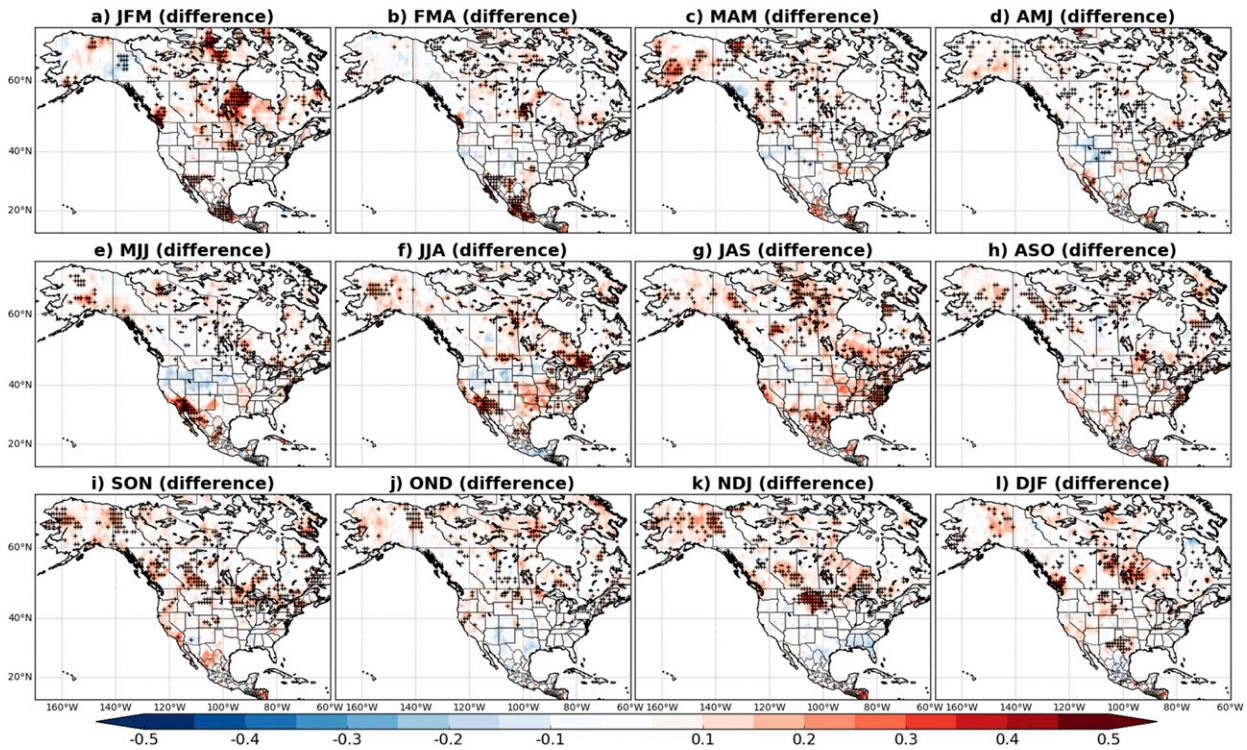 a) JFM (difference) b) FMA (difference) c) MAM (difference) d) AMJ (difference)
60°N
40°N
20°N
e) MJJ (difference) f) JJA (difference) g) JAS (difference) h) ASO (difference)
60°N
40°N
20°N
i) SON (difference) j) OND (difference) k) NDJ (difference) l) DJF (difference)
60°N
40°N
20°N
160°W 140°W 120°W 100°W 80°W 60°W 160°W 140°W 120°W 100°W 80°W 60°W 160°W 140°W 120°W 100°W 80°W 60°W 160°W 140°W 120°W 100°W 80°W 60°W
-0.5 -0.4 -0.3 -0.2 -0.1 0.1 0.2 0.3 0.4 0.5